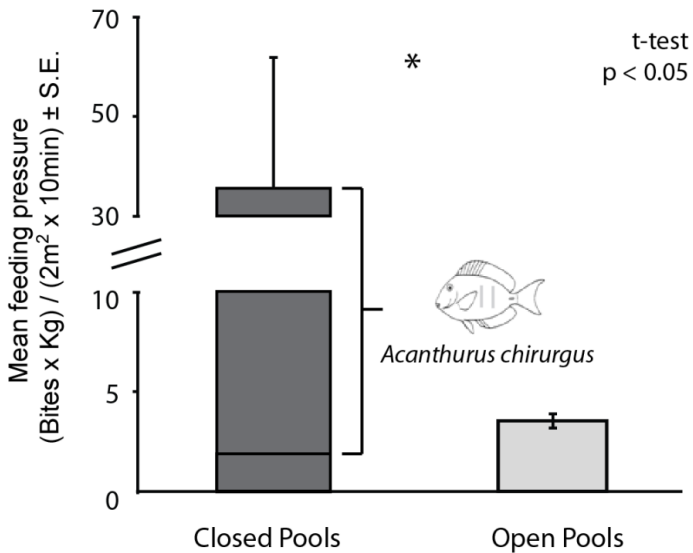 Mean feeding pressure
(Bites x Kg) / (2m² x 10min) ± S.E.
70
50
30
10
5
0
*
t-test
p < 0.05
Acanthurus chirurgus
Closed Pools
Open Pools